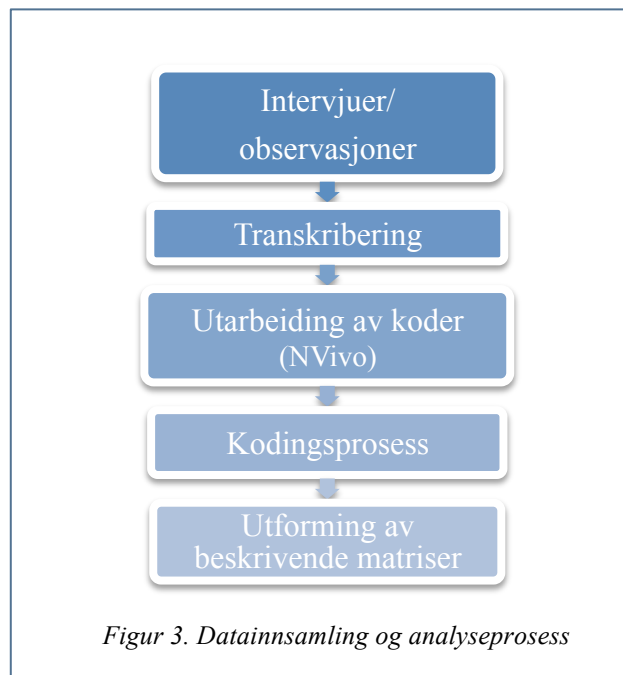 Intervjuer/
observasjoner
Transkribering
Utarbeiding av koder
(NVivo)
Kodingsprosess
Utforming av
beskrivende matriser
Figur 3. Datainnsamling og analyseprosess